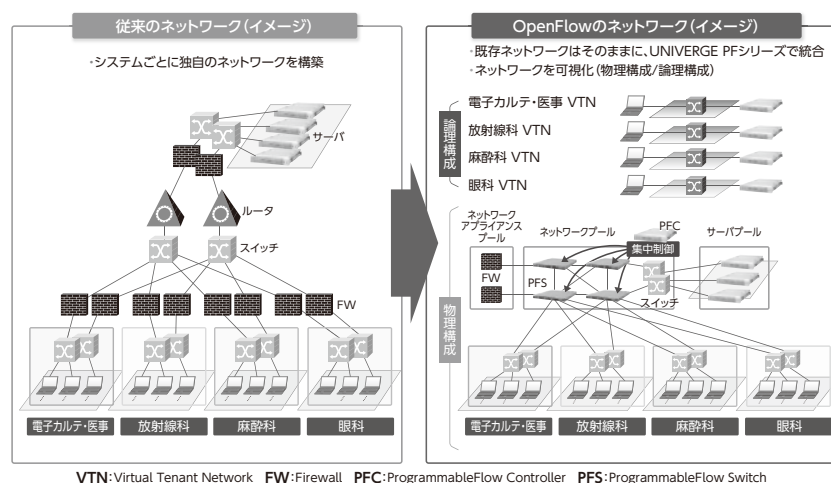 従来のネットワーク(イメージ)
・システムごとに独自のネットワークを構築
サーバ
ルータ
スイッチ
FW
電子カルテ・医事
放射線科
麻酔科
眼科
OpenFlowのネットワーク(イメージ)
・既存ネットワークはそのままに、UNIVERGE PFシリーズで統合
・ネットワークを可視化(物理構成/論理構成)
論理構成
電子カルテ・医事 VTN
放射線科 VTN
麻酔科 VTN
眼科 VTN
物理構成
ネットワーク
アプライアンス
プール
ネットワークプール
PFC
サーバプール
集中制御
FW
PFS
スイッチ
電子カルテ・医事
放射線科
麻酔科
眼科
VTN:Virtual Tenant Network FW:Firewall PFC:ProgrammableFlow Controller PFS:ProgrammableFlow Switch